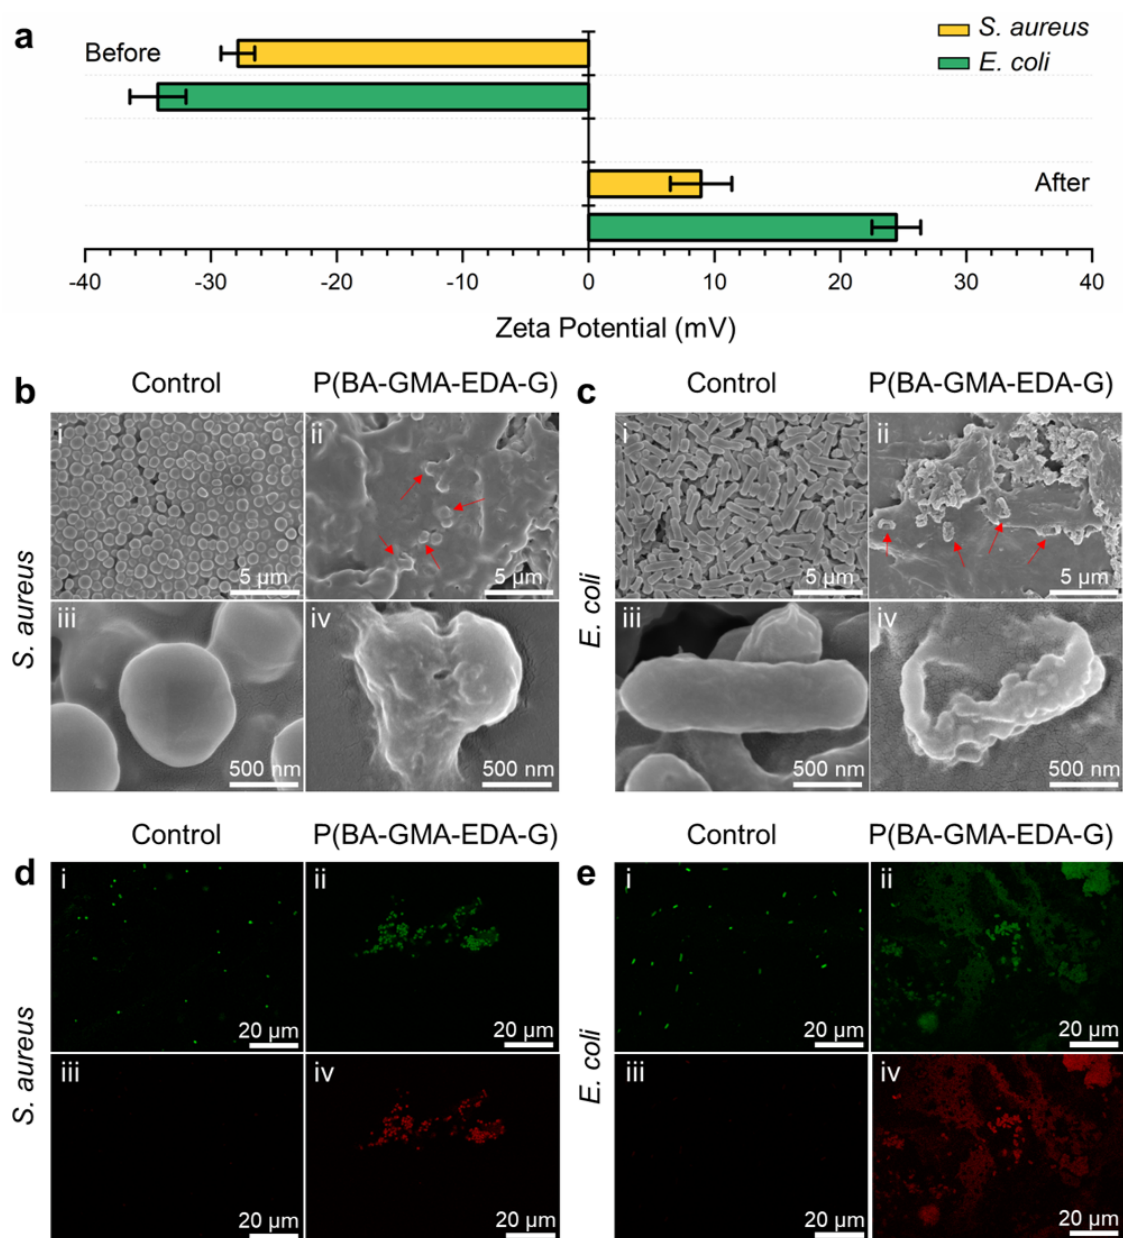 a
S. aureus
E. coli
Before
After
-40 -30 -20 -10 0 10 20 30 40
Zeta Potential (mV)
b
Control
P(BA-GMA-EDA-G)
S. aureus
i
5 µm
ii
5 µm
iii
500 nm
iv
500 nm
c
Control
P(BA-GMA-EDA-G)
E. coli
i
5 µm
ii
5 µm
iii
500 nm
iv
500 nm
d
Control
P(BA-GMA-EDA-G)
S. aureus
i
20 µm
ii
20 µm
iii
20 µm
iv
20 µm
e
Control
P(BA-GMA-EDA-G)
E. coli
i
20 µm
ii
20 µm
iii
20 µm
iv
20 µm